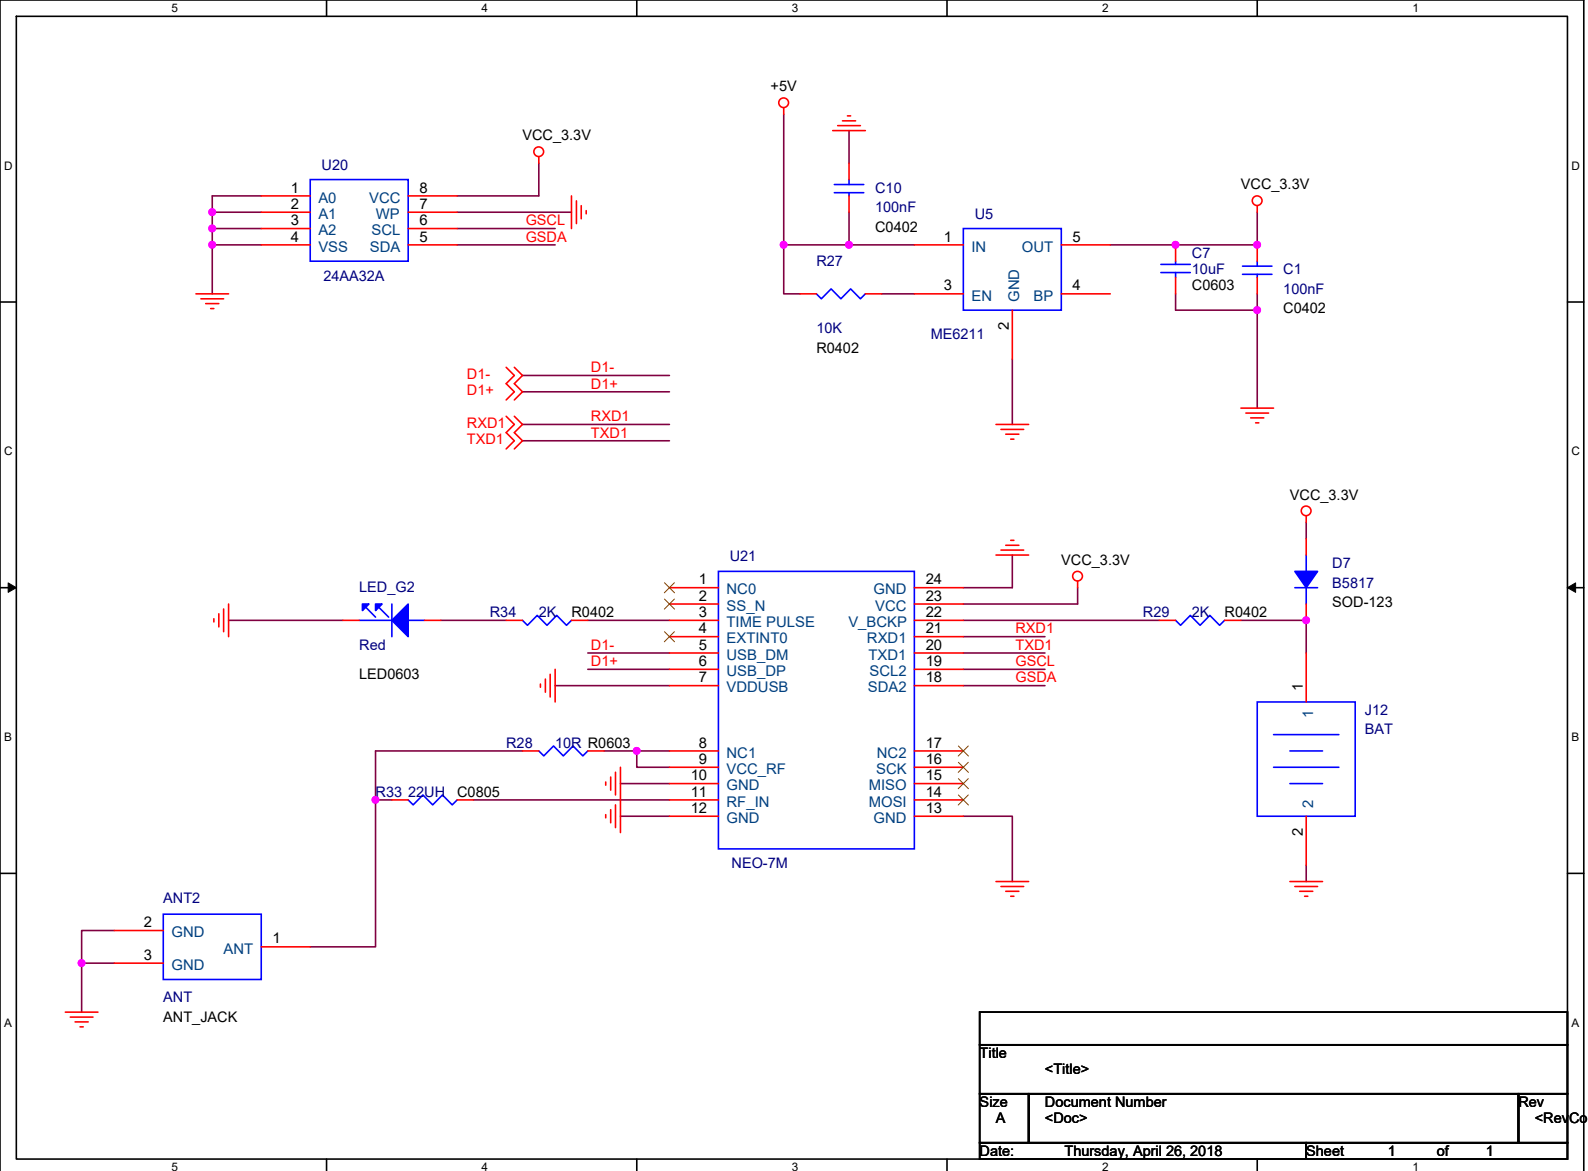 5 4 3 2 1
D D
C C
B B
A A
+5V
VCC_3.3V
U20
1 A0 VCC 8
2 A1 WP 7
3 A2 SCL 6 GSCL
4 VSS SDA 5 GSDA
24AA32A
C10
100nF
C0402
U5
1 IN OUT 5
3 EN GND BP 4
2
ME6211
R27
10K
R0402
VCC_3.3V
C7
10uF
C0603
C1
100nF
C0402
D1- D1-
D1+ D1+
RXD1 RXD1
TXD1 TXD1
VCC_3.3V
D7
B5817
SOD-123
U21
VCC_3.3V
LED_G2
Red
LED0603
R34 2K R0402
R29 2K R0402
1 NC0 GND 24
2 SS_N VCC 23
3 TIME PULSE V_BCKP 22
4 EXTINT0 RXD1 21 RXD1
D1- 5 USB_DM TXD1 20 TXD1
D1+ 6 USB_DP SCL2 19 GSCL
7 VDDUSB SDA2 18 GSDA
8 NC1 NC2 17
9 VCC_RF SCK 16
10 GND MISO 15
11 RF_IN MOSI 14
12 GND GND 13
NEO-7M
R28 10R R0603
R33 22UH C0805
1
1
J12
BAT
2
2
ANT2
2 GND
ANT 1
3 GND
ANT
ANT_JACK
Title
<Title>
Size Document Number Rev
A <Doc> <RevCo
Date: Thursday, April 26, 2018 Sheet 1 of 1
5 4 3 2 1